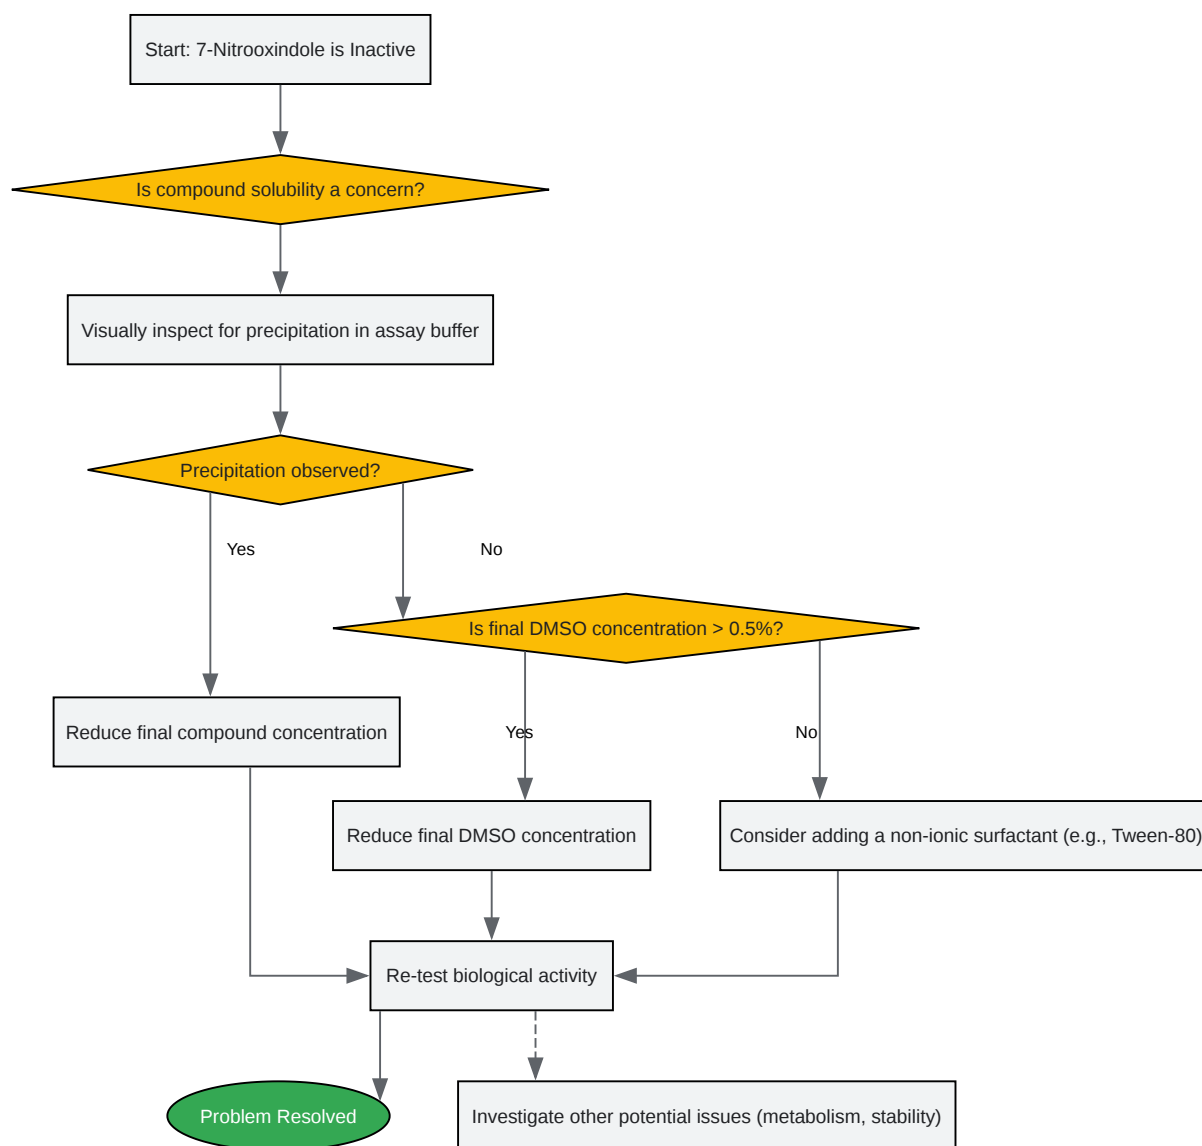 Start: 7-Nitrooxindole is Inactive
Is compound solubility a concern?
Visually inspect for precipitation in assay buffer
Precipitation observed?
Yes
No
Is final DMSO concentration > 0.5%?
Reduce final compound concentration
Yes
No
Reduce final DMSO concentration
Consider adding a non-ionic surfactant (e.g., Tween-80)
Re-test biological activity
Problem Resolved
Investigate other potential issues (metabolism, stability)